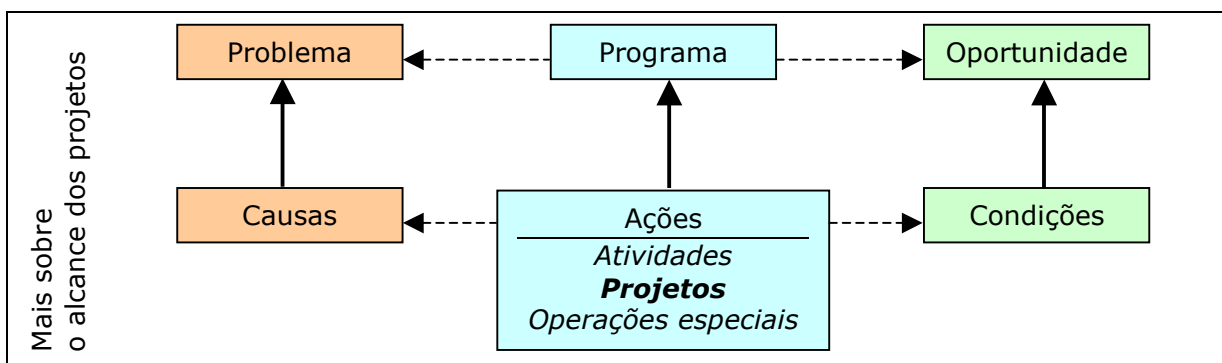 Mais sobre
o alcance dos projetos
Problema
Programa
Oportunidade
Causas
Ações
Atividades
Projetos
Operações especiais
Condições